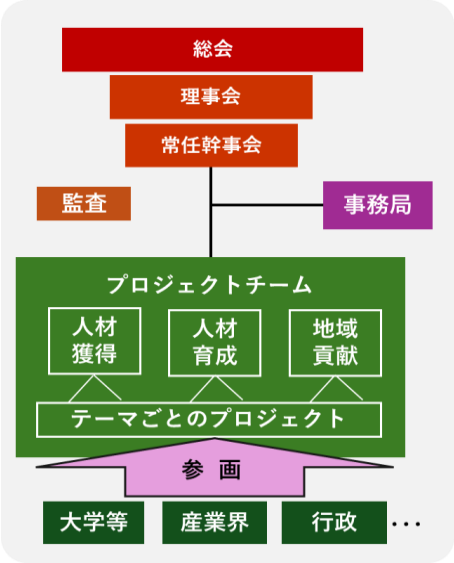 総会
理事会
常任幹事会
監査
事務局
プロジェクトチーム
人材
獲得
人材
育成
地域
貢献
テーマごとのプロジェクト
参 画
大学等
産業界
行政
･･･